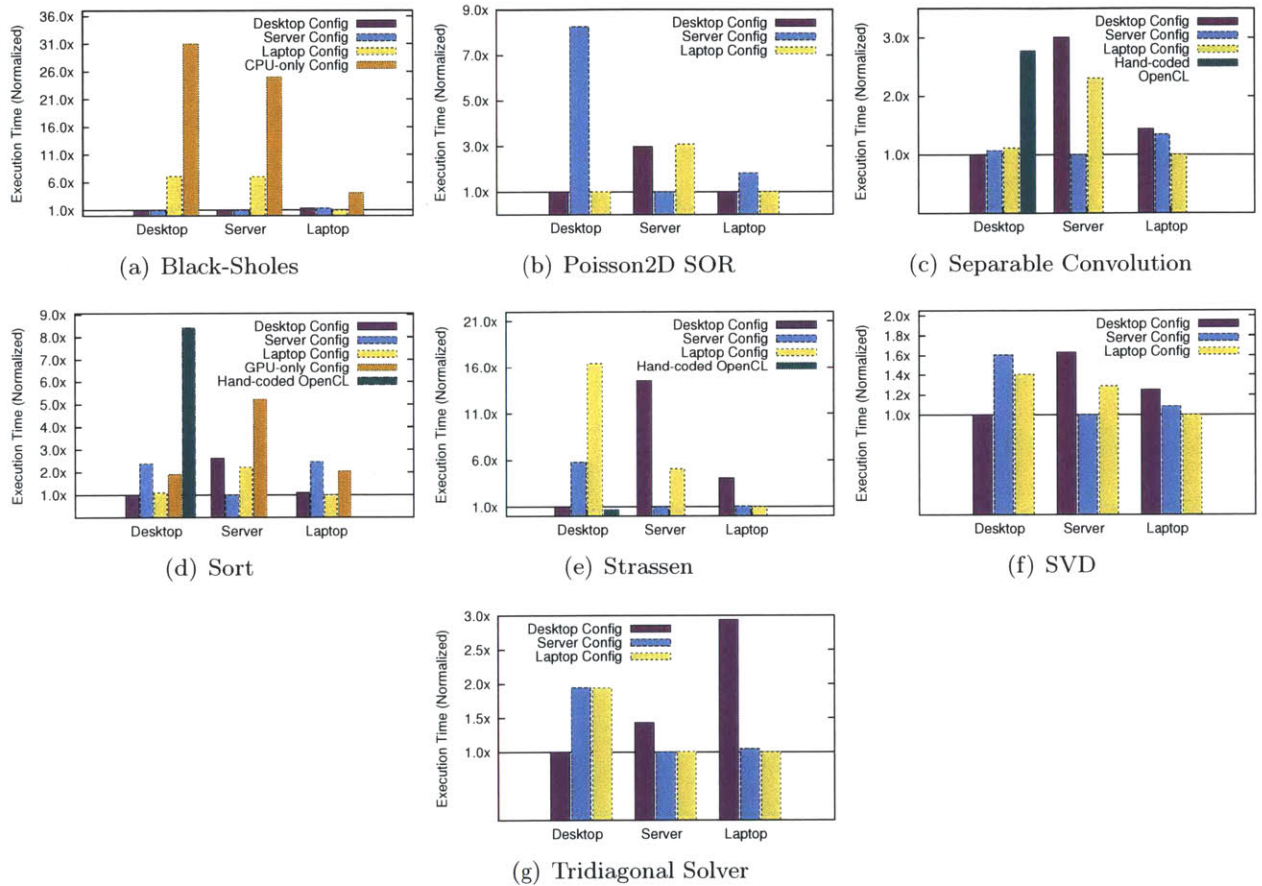 Execution Time (Normalized)
36.0x
31.0x
26.0x
21.0x
16.0x
11.0x
6.0x
1.0x
Desktop Config
Server Config
Laptop Config
CPU-only Config
Desktop
Server
Laptop
(a) Black-Sholes
Execution Time (Normalized)
9.0x
7.0x
5.0x
3.0x
1.0x
Desktop Config
Server Config
Laptop Config
Desktop
Server
Laptop
(b) Poisson2D SOR
Execution Time (Normalized)
3.0x
2.0x
1.0x
Desktop Config
Server Config
Laptop Config
Hand-coded
OpenCL
Desktop
Server
Laptop
(c) Separable Convolution
Execution Time (Normalized)
9.0x
8.0x
7.0x
6.0x
5.0x
4.0x
3.0x
2.0x
1.0x
Desktop Config
Server Config
Laptop Config
GPU-only Config
Hand-coded OpenCL
Desktop
Server
Laptop
(d) Sort
Execution Time (Normalized)
21.0x
16.0x
11.0x
6.0x
1.0x
Desktop Config
Server Config
Laptop Config
Hand-coded OpenCL
Desktop
Server
Laptop
(e) Strassen
Execution Time (Normalized)
2.0x
1.8x
1.6x
1.4x
1.2x
1.0x
Desktop Config
Server Config
Laptop Config
Desktop
Server
Laptop
(f) SVD
Execution Time (Normalized)
3.0x
2.5x
2.0x
1.5x
1.0x
Desktop Config
Server Config
Laptop Config
Desktop
Server
Laptop
(g) Tridiagonal Solver